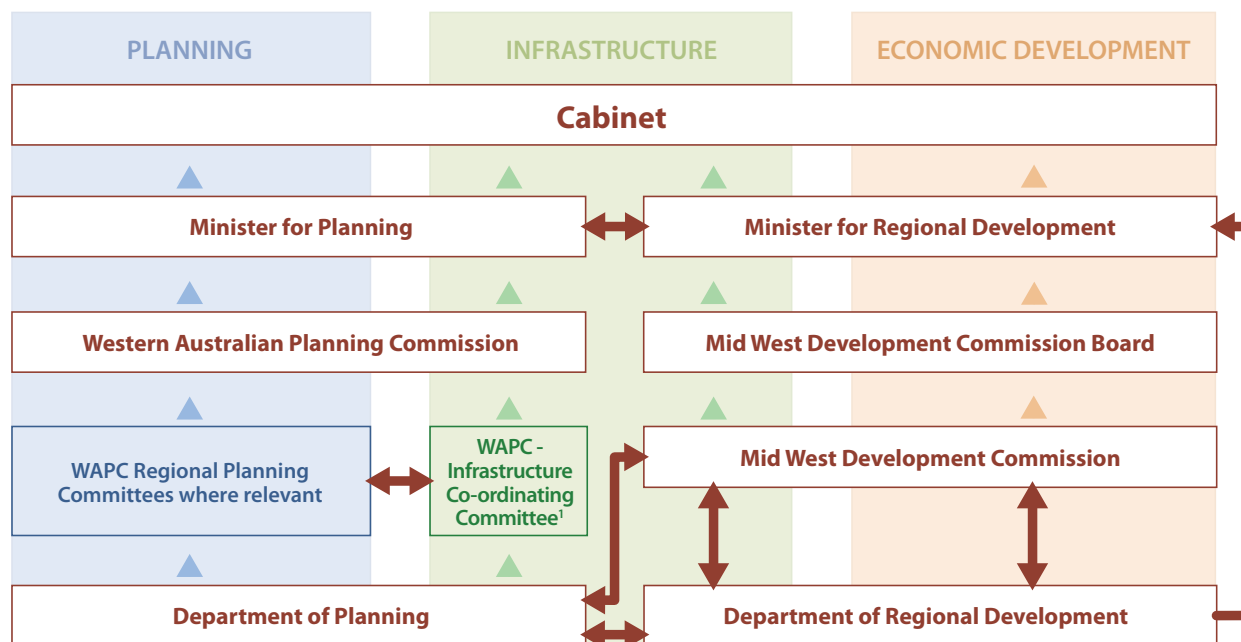 PLANNING
INFRASTRUCTURE
ECONOMIC DEVELOPMENT
Cabinet
Minister for Planning
Minister for Regional Development
Western Australian Planning Commission
Mid West Development Commission Board
WAPC Regional Planning
Committees where relevant
WAPC -
Infrastructure
Co-ordinating
Committee¹
Mid West Development Commission
Department of Planning
Department of Regional Development